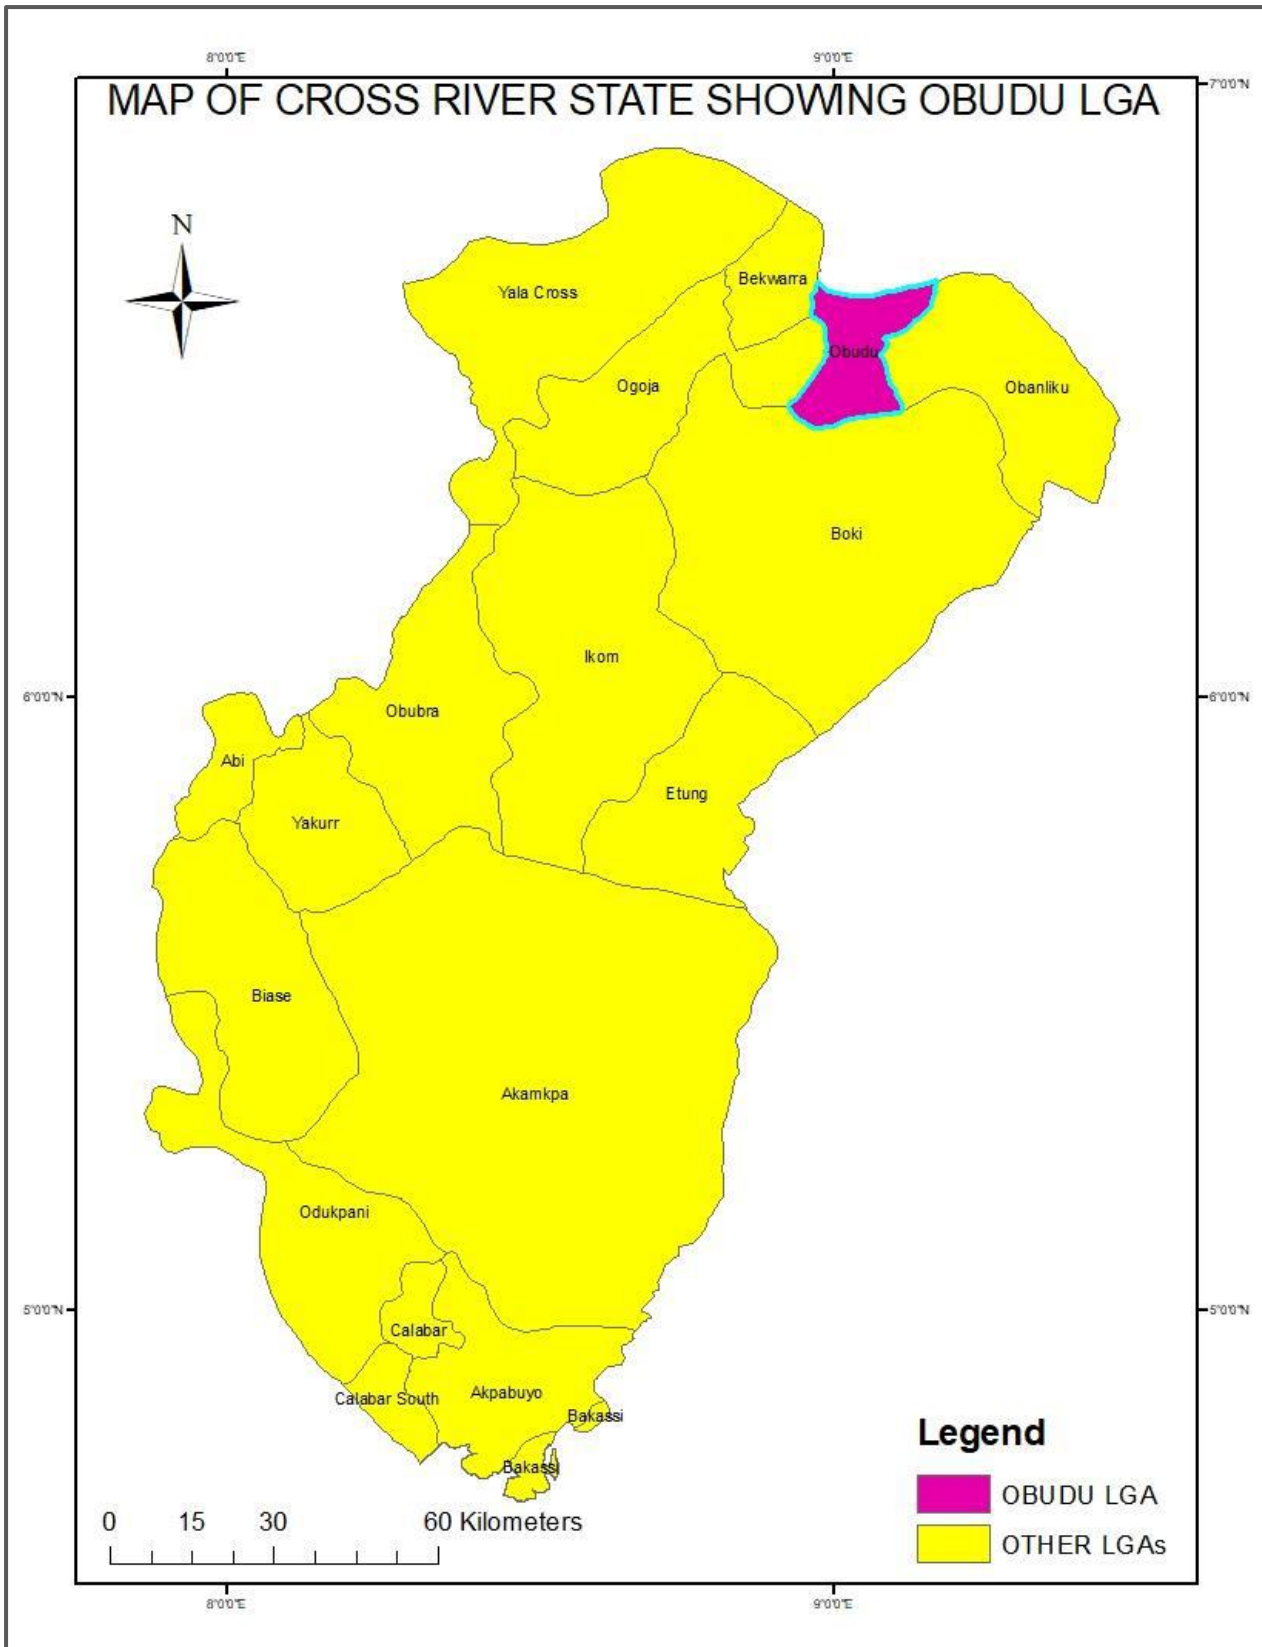 8°0'0"E
9°0'0"E
MAP OF CROSS RIVER STATE SHOWING OBUDU LGA
7°0'0"N
N
Bekwarra
Yala Cross
Obudu
Ogoja
Obanliku
Boki
Ikom
6°0'0"N
6°0'0"N
Obubra
Abi
Etung
Yakurr
Biase
Akamkpa
Odukpani
5°0'0"N
5°0'0"N
Calabar
Akpabuyo
Calabar South
Bakassi
Bakassi
Legend
OBUDU LGA
OTHER LGAs
0 15 30 60 Kilometers
8°0'0"E
9°0'0"E